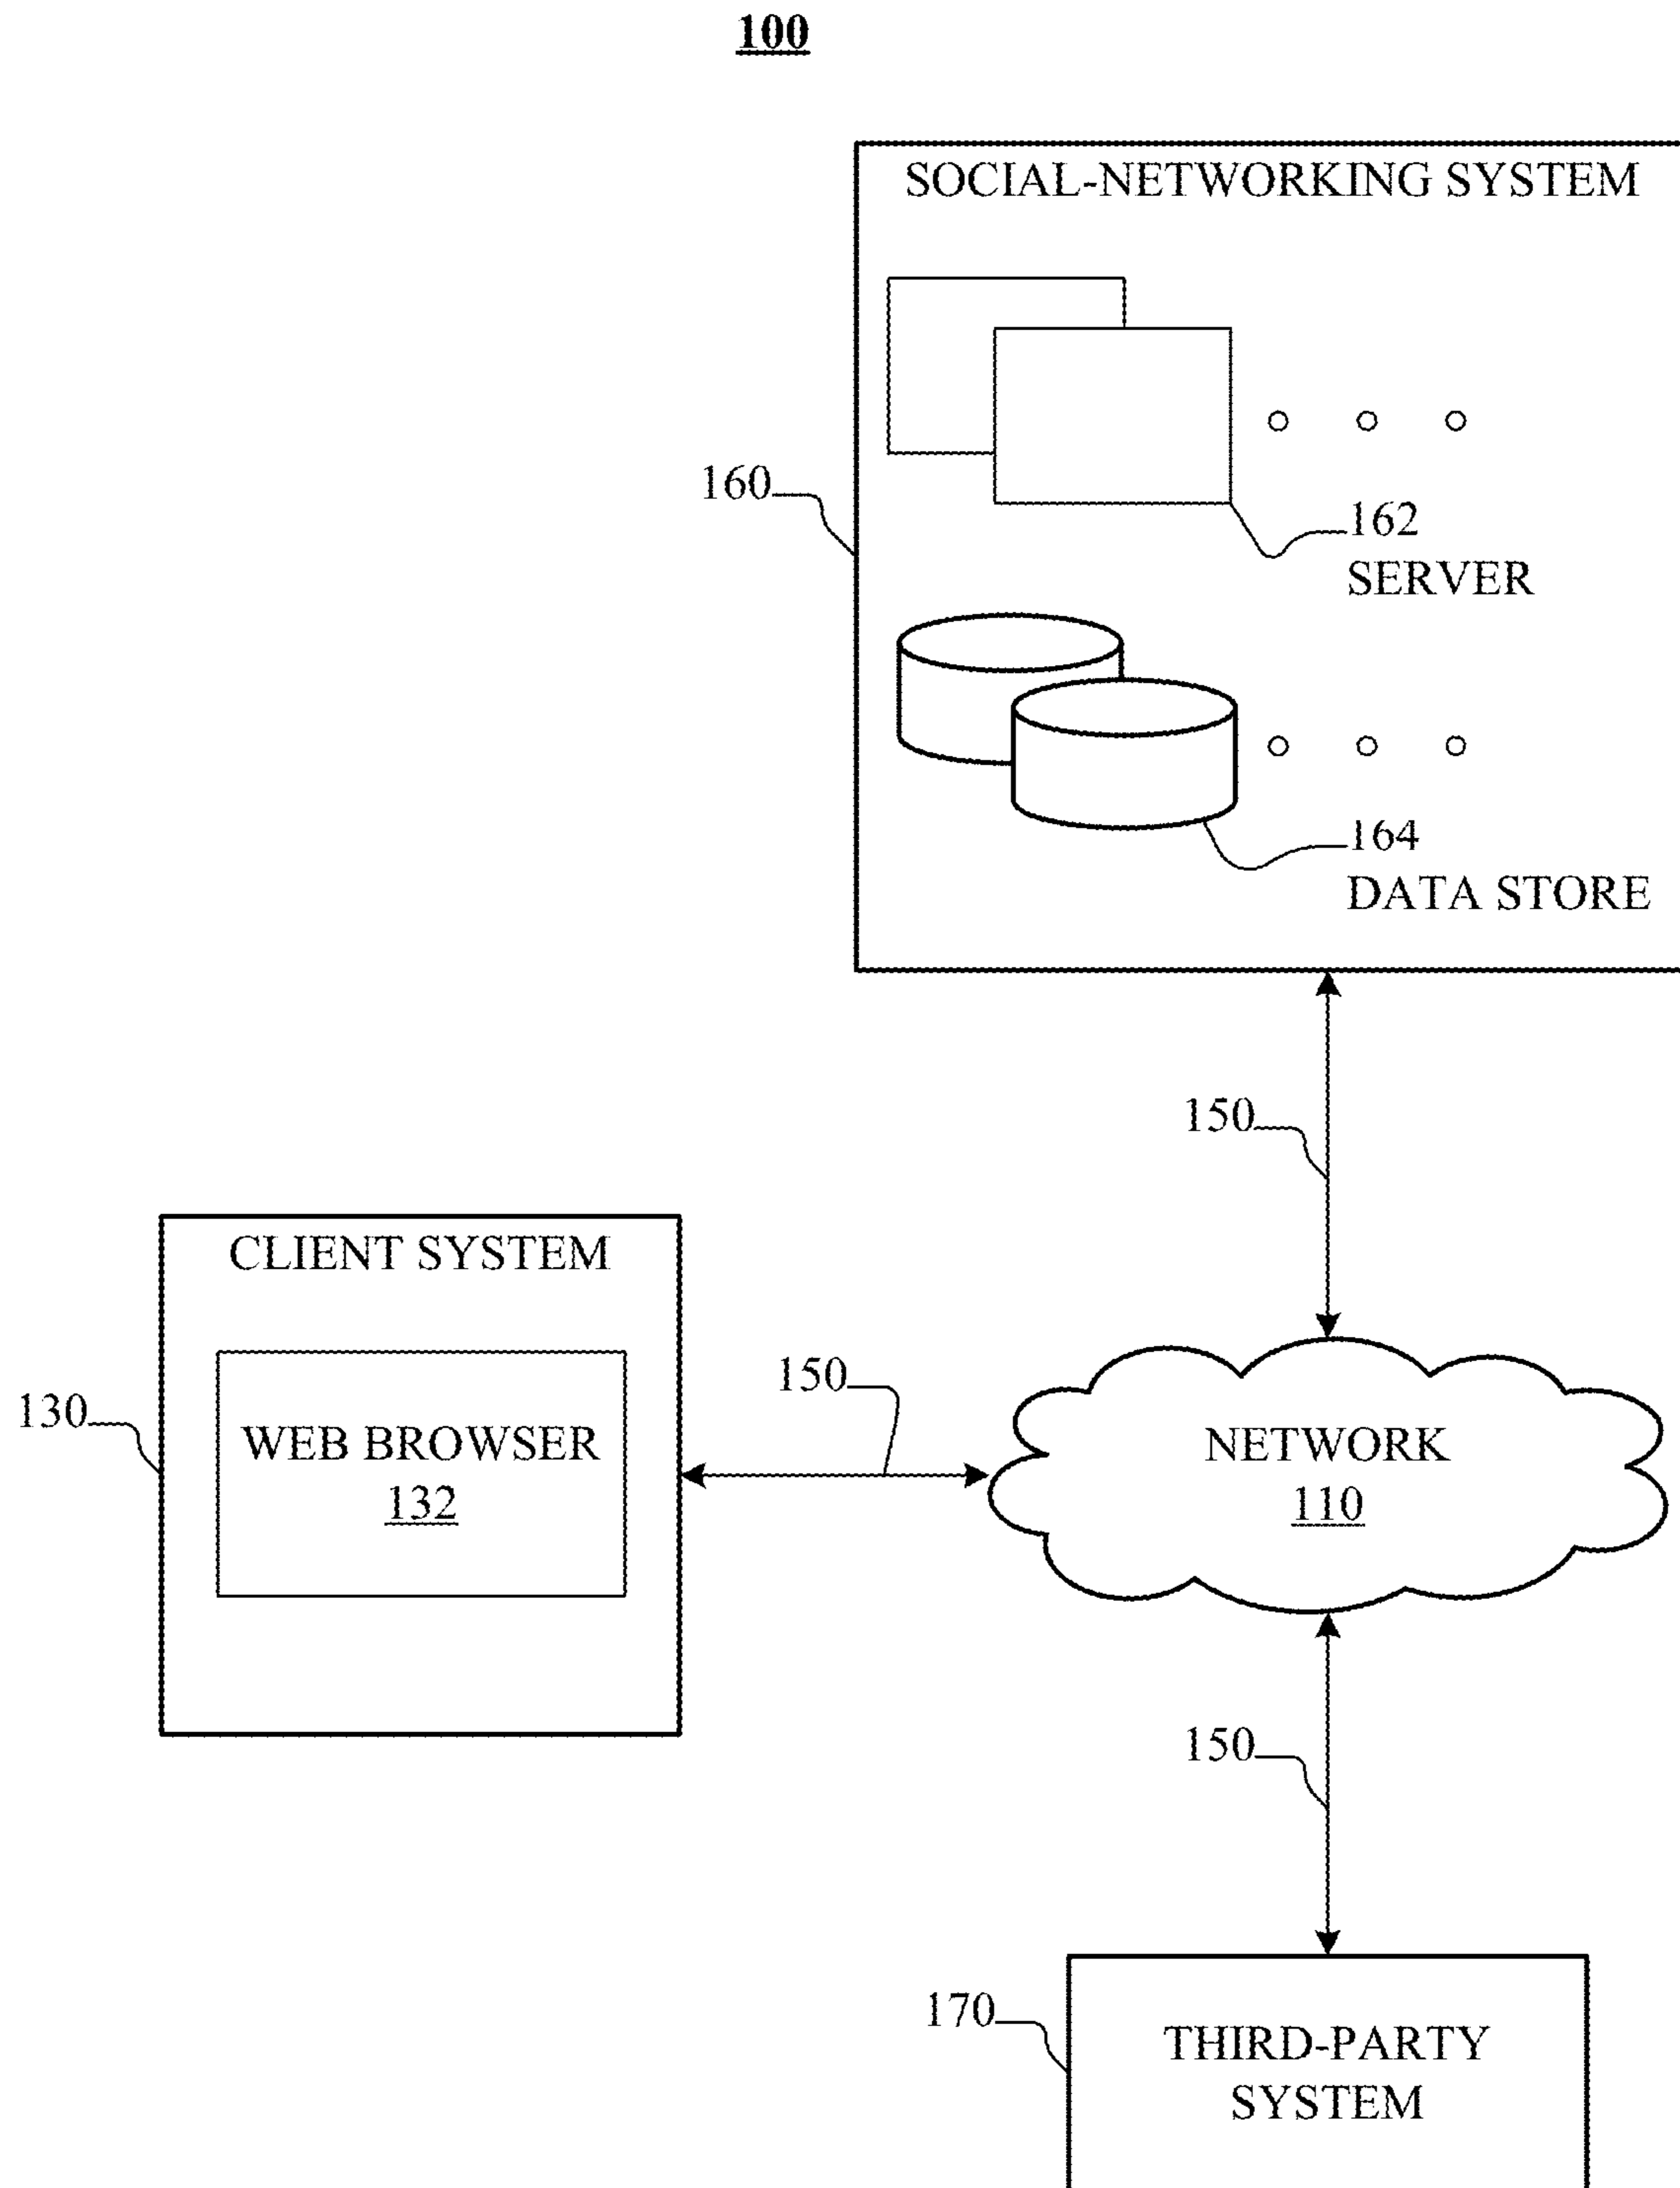 100
SOCIAL-NETWORKING SYSTEM
160
162
SERVER
164
DATA STORE
150
CLIENT SYSTEM
130
WEB BROWSER
132
150
NETWORK
110
150
170
THIRD-PARTY
SYSTEM